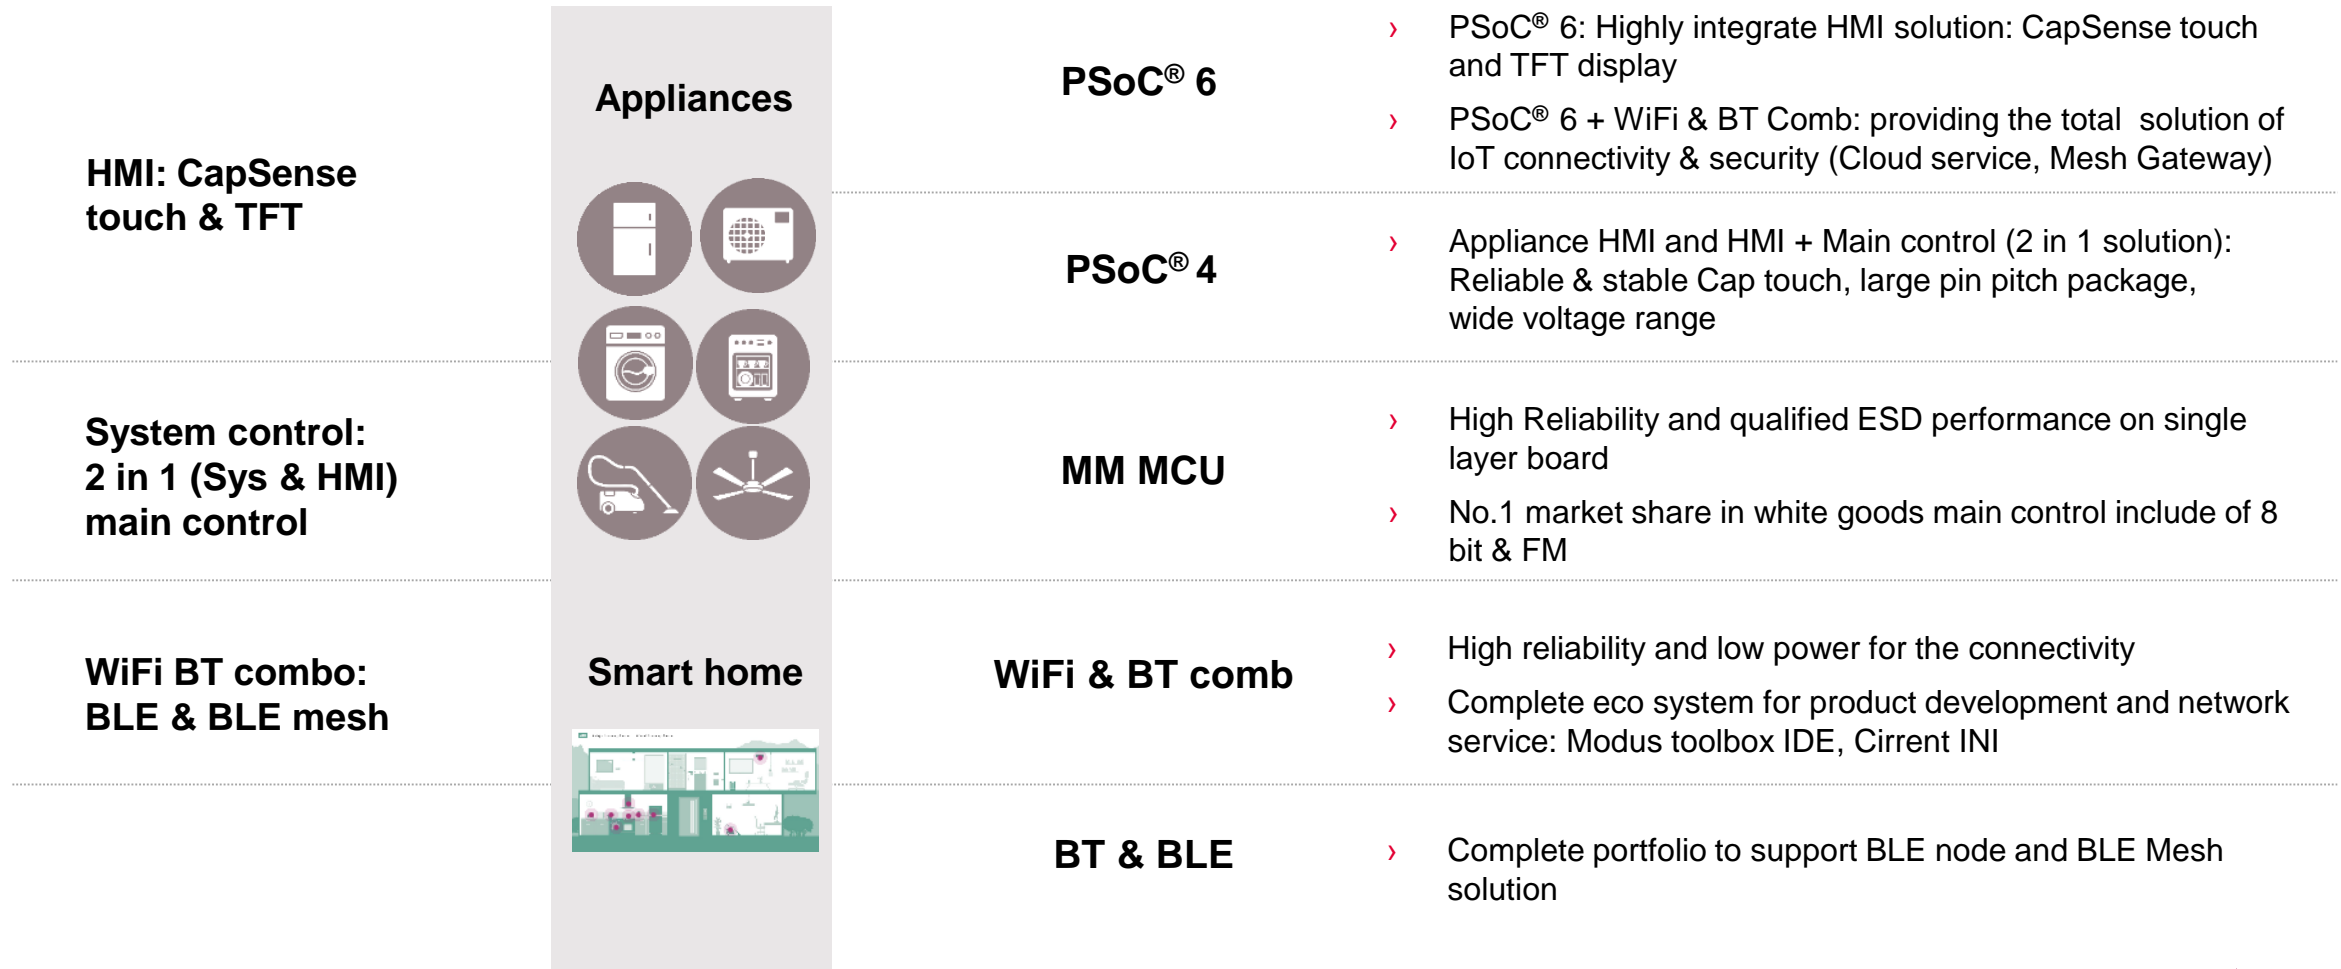 HMI: CapSense
touch & TFT
System control:
2 in 1 (Sys & HMI)
main control
WiFi BT combo:
BLE & BLE mesh
Appliances
Smart home
PSoC® 6
› PSoC® 6: Highly integrate HMI solution: CapSense touch
and TFT display
› PSoC® 6 + WiFi & BT Comb: providing the total solution of
IoT connectivity & security (Cloud service, Mesh Gateway)
PSoC® 4
› Appliance HMI and HMI + Main control (2 in 1 solution):
Reliable & stable Cap touch, large pin pitch package,
wide voltage range
MM MCU
› High Reliability and qualified ESD performance on single
layer board
› No.1 market share in white goods main control include of 8
bit & FM
WiFi & BT comb
› High reliability and low power for the connectivity
› Complete eco system for product development and network
service: Modus toolbox IDE, Cirrent INI
BT & BLE
› Complete portfolio to support BLE node and BLE Mesh
solution